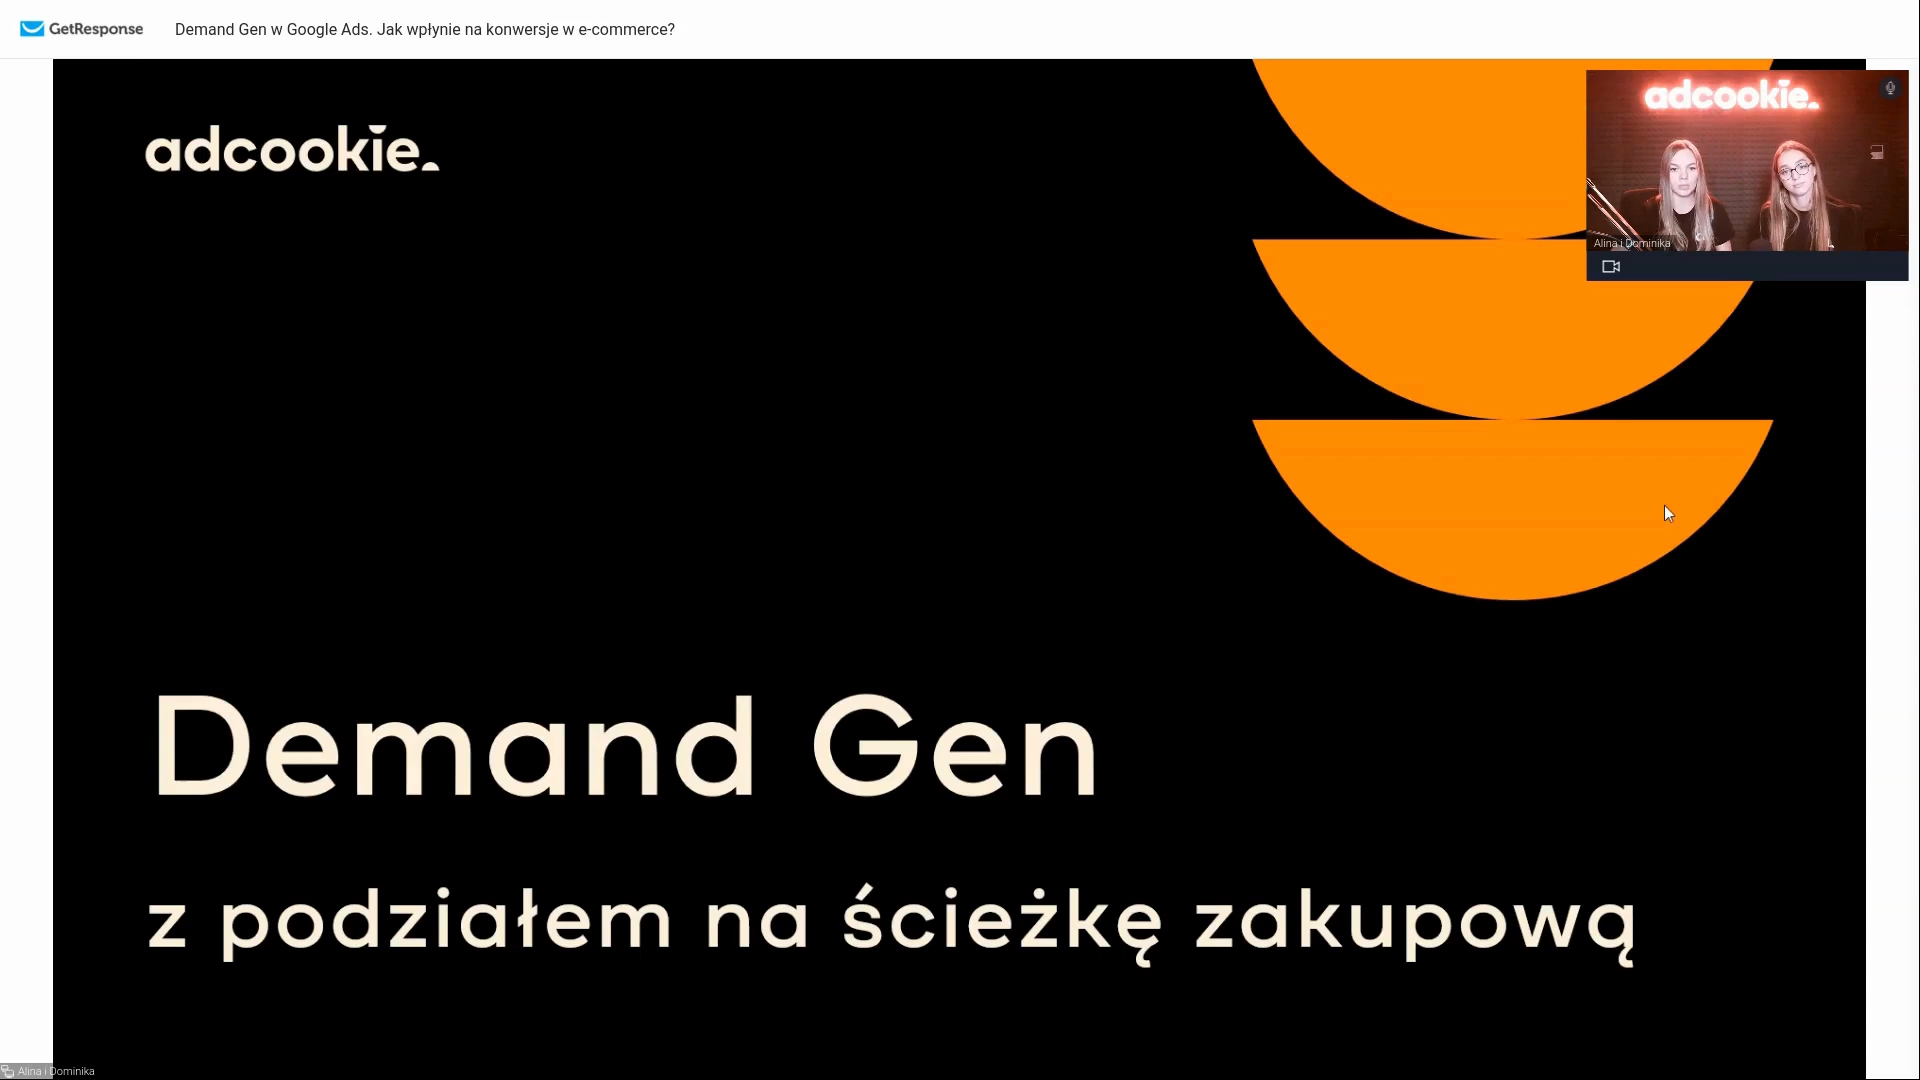 GetResponse
Demand Gen w Google Ads. Jak wpłynie na konwersje w e-commerce?
adcookie.
adcookie.
Alina i Dominika
Demand Gen
z podziałem na ścieżkę zakupową
Alina i Dominika